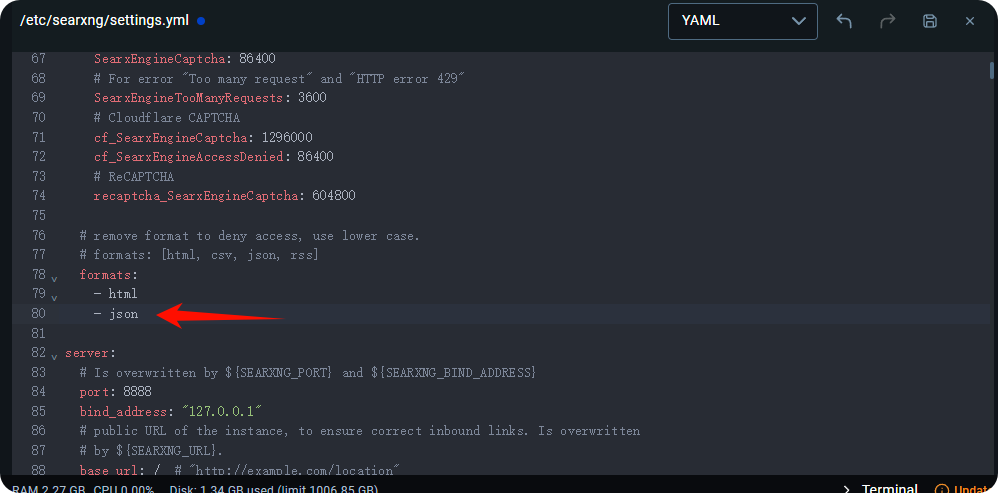 /etc/searxng/settings.yml
YAML
67 SearxEngineCaptcha: 86400
68 # For error "Too many request" and "HTTP error 429"
69 SearxEngineTooManyRequests: 3600
70 # Cloudflare CAPTCHA
71 cf_SearxEngineCaptcha: 1296000
72 cf_SearxEngineAccessDenied: 86400
73 # ReCAPTCHA
74 recaptcha_SearxEngineCaptcha: 604800
75
76 # remove format to deny access, use lower case.
77 # formats: [html, csv, json, rss]
78 formats:
79 - html
80 - json
81
82 server:
83 # Is overwritten by ${SEARXNG_PORT} and ${SEARXNG_BIND_ADDRESS}
84 port: 8888
85 bind_address: "127.0.0.1"
86 # public URL of the instance, to ensure correct inbound links. Is overwritten
87 # by ${SEARXNG_URL}.
88 base_url: / # "http://example.com/location"
RAM 2.27 GB CPU 0.00% Disk: 1.34 GB used (limit 1006.85 GB)
Terminal